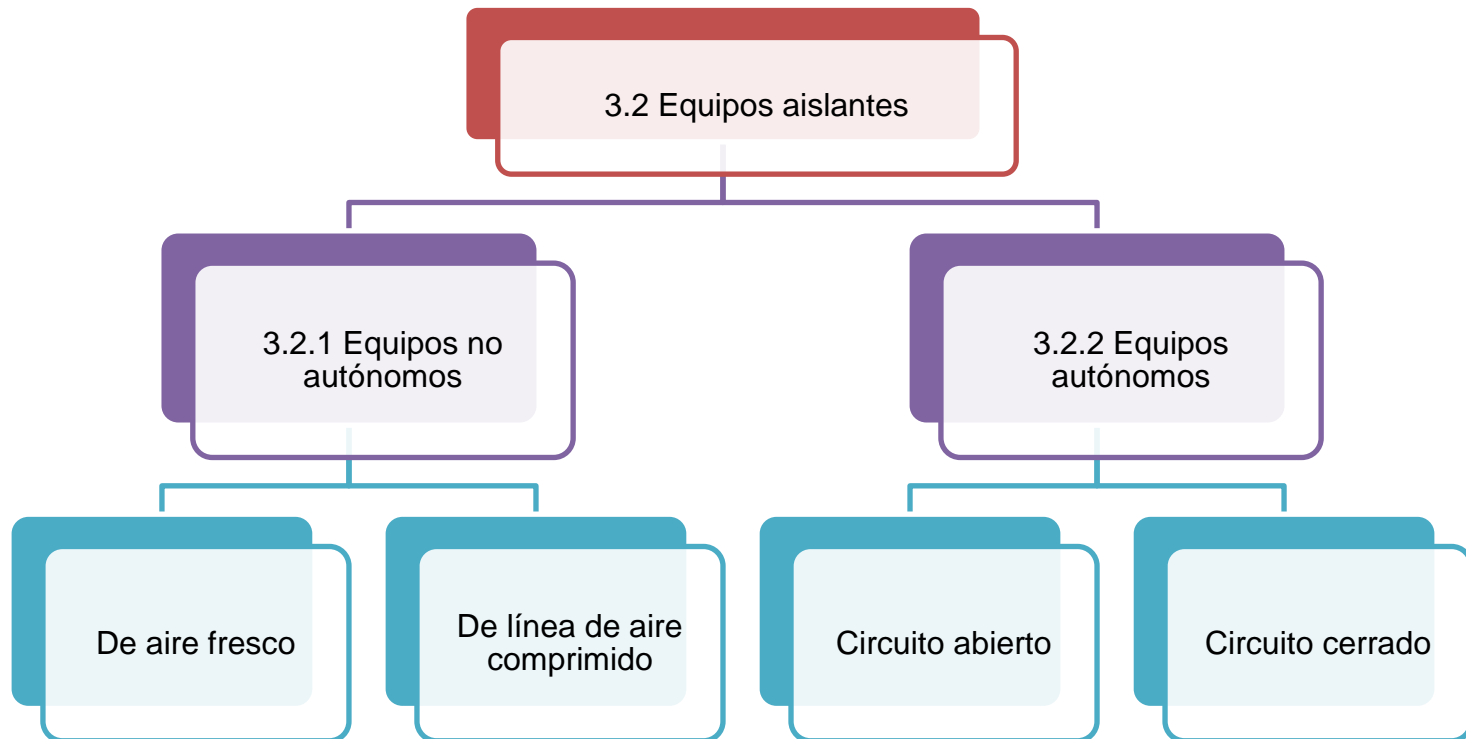 3.2 Equipos aislantes
3.2.1 Equipos no
autónomos
3.2.2 Equipos
autónomos
De aire fresco
De línea de aire
comprimido
Circuito abierto
Circuito cerrado